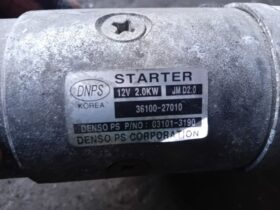 STARTER
DNPS 12V 2.0KW JM D2.0
KOREA 36100-27010
DENSO PS P/NO : 03101-3190
DENSO PS CORPORATION